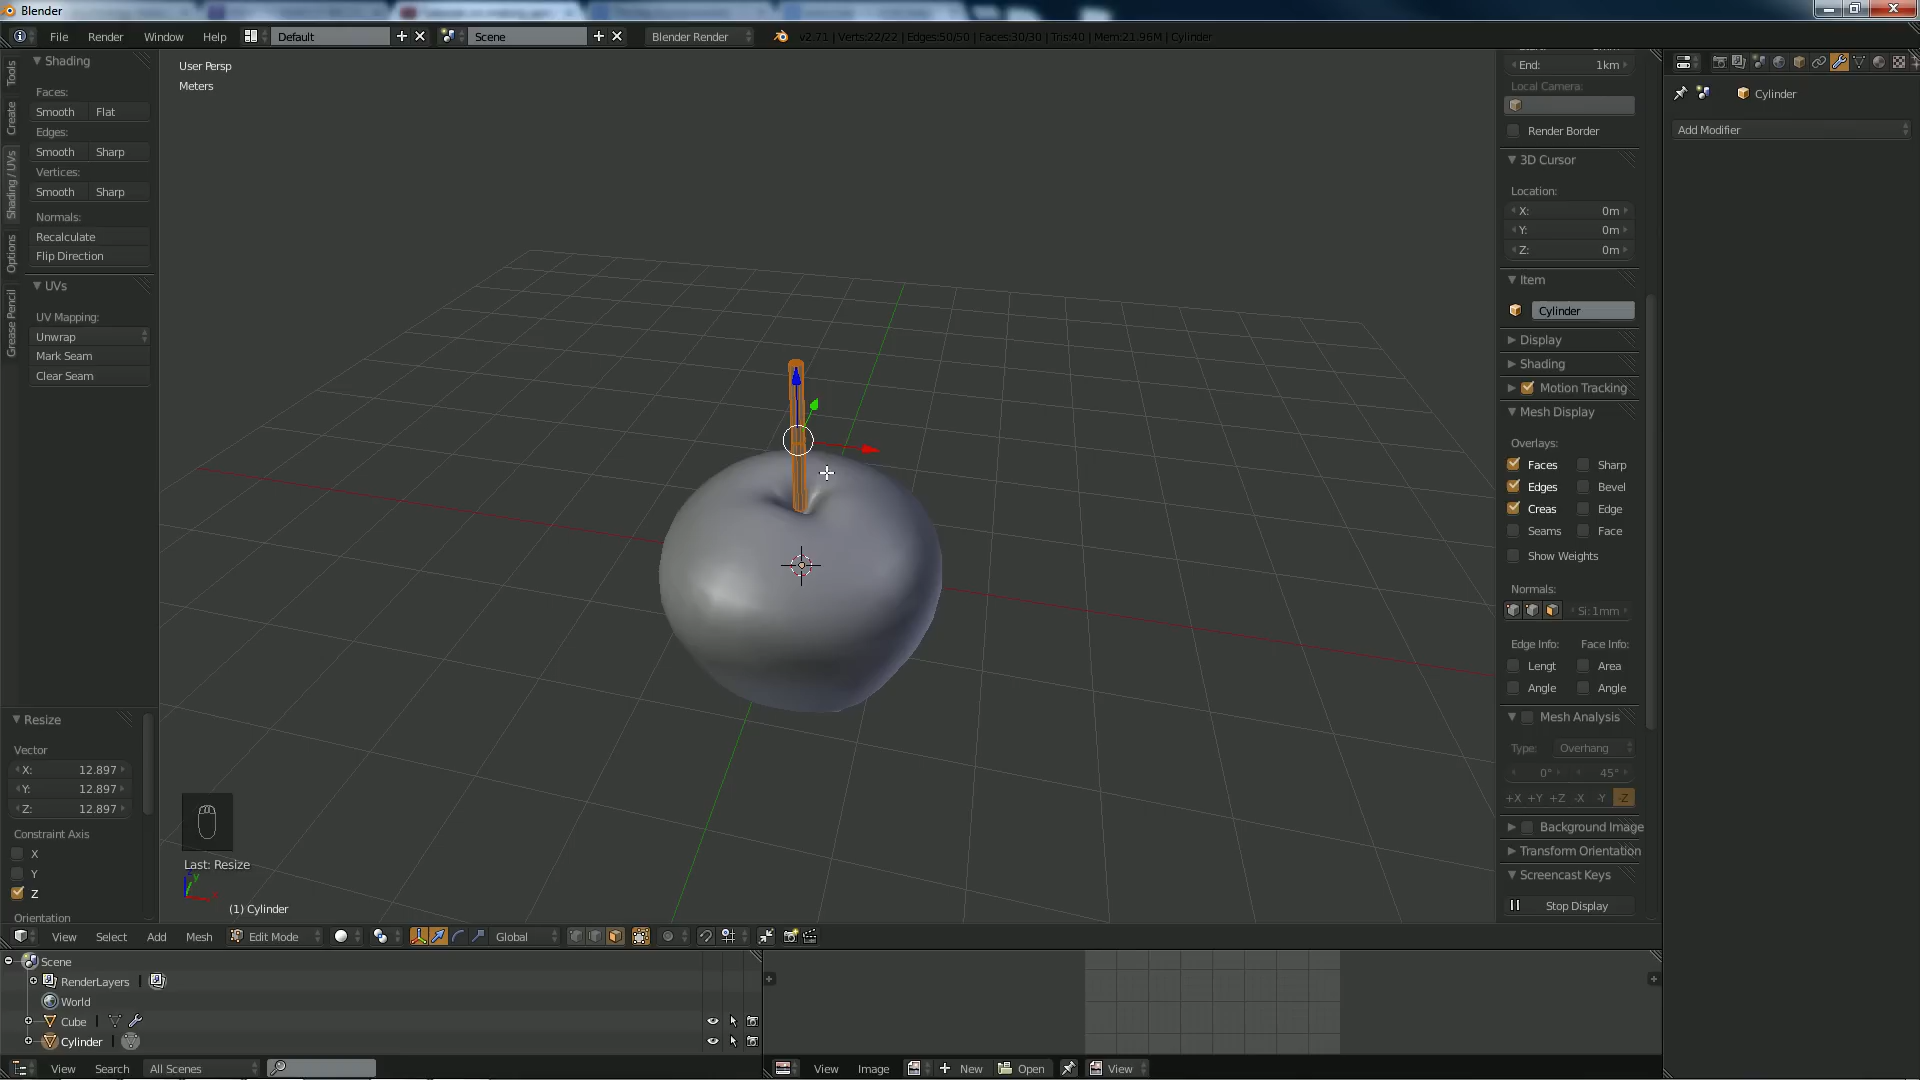 Blender
File Render Window Help Default Scene Blender Render v2.71 | Verts:22/22 | Edges:50/50 | Faces:30/30 | Tris:40 | Mem:21.96M | Cylinder
Tools
Create
Shading / UVs
Options
Grease Pencil
Shading
Faces:
Smooth Flat
Edges:
Smooth Sharp
Vertices:
Smooth Sharp
Normals:
Recalculate
Flip Direction
UVs
UV Mapping:
Unwrap
Mark Seam
Clear Seam
Resize
Vector
X: 12.897
Y: 12.897
Z: 12.897
Constraint Axis
X
Y
Z
Orientation
User Persp
Meters
Last: Resize
(1) Cylinder
End: 1km
Local Camera:
Render Border
3D Cursor
Location:
X: 0m
Y: 0m
Z: 0m
Item
Cylinder
Display
Shading
Motion Tracking
Mesh Display
Overlays:
Faces Sharp
Edges Bevel
Creas Edge
Seams Face
Show Weights
Normals:
Si: 1mm
Edge Info: Face Info:
Lengt Area
Angle Angle
Mesh Analysis
Type: Overhang
0° 45°
+X +Y +Z -X -Y -Z
Background Image
Transform Orientation
Screencast Keys
Stop Display
Cylinder
Add Modifier
View Select Add Mesh Edit Mode Global
Scene
RenderLayers |
World
Cube |
Cylinder |
View Search All Scenes
View Image New Open View